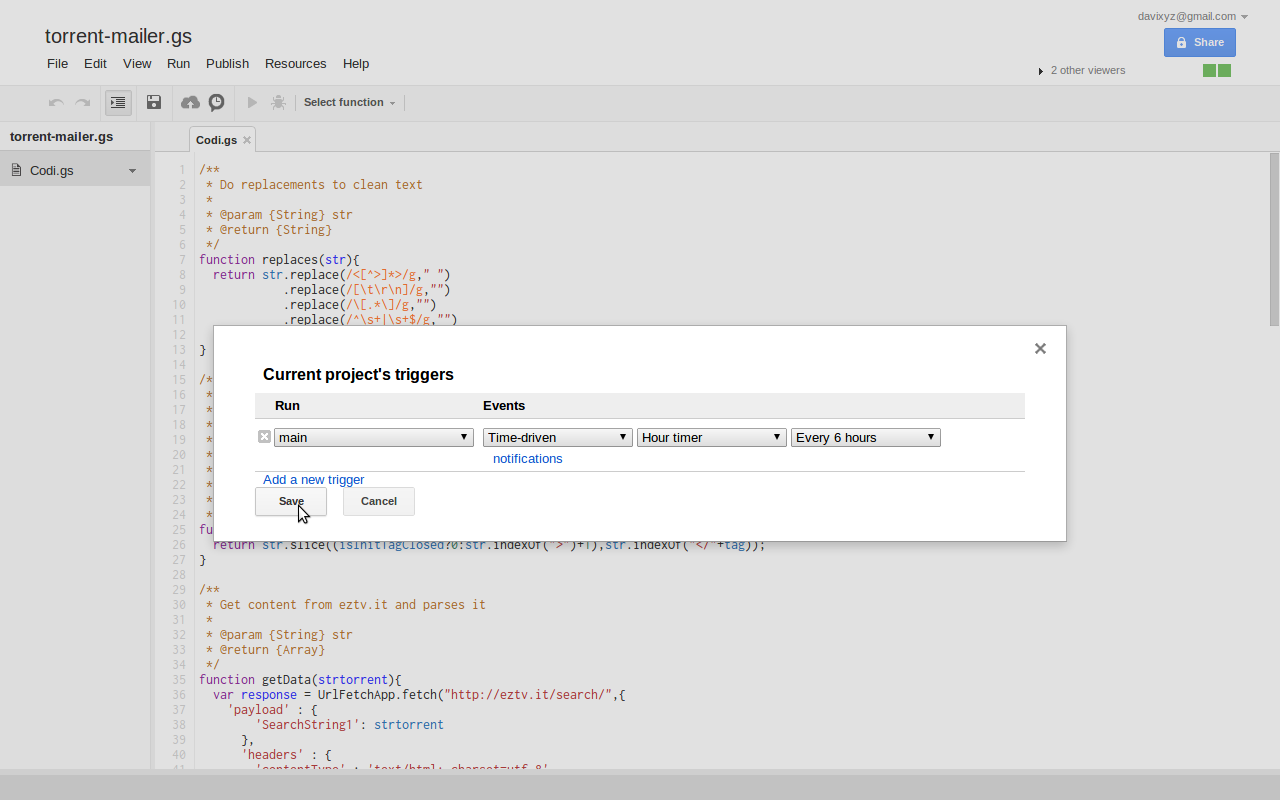 davixyz@gmail.com
torrent-mailer.gs
Share
File Edit View Run Publish Resources Help
2 other viewers
Select function
torrent-mailer.gs
Codi.gs
Codi.gs
1 /**
2 * Do replacements to clean text
3 *
4 * @param {String} str
5 * @return {String}
6 */
7 function replaces(str){
8 return str.replace(/<[^>]*>/g," ")
9 .replace(/[\t\r\n]/g,"")
10 .replace(/\[.*\]/g,"")
11 .replace(/^\s+|\s+$/g,"")
12
13 }
14
15 /*
16 *
17 *
18 *
19 *
20 *
21 *
22 *
23 *
24 *
25 fu
26 return str.slice((isInitTagClosed?0:str.indexOf(">")+1),str.indexOf("</"+tag));
27 }
28
29 /**
30 * Get content from eztv.it and parses it
31 *
32 * @param {String} str
33 * @return {Array}
34 */
35 function getData(strtorrent){
36 var response = UrlFetchApp.fetch("http://eztv.it/search/",{
37 'payload' : {
38 'SearchString1': strtorrent
39 },
40 'headers' : {
41 'contentType' : 'text/html; charset=utf-8'
Current project's triggers
Run Events
main Time-driven Hour timer Every 6 hours
notifications
Add a new trigger
Save Cancel